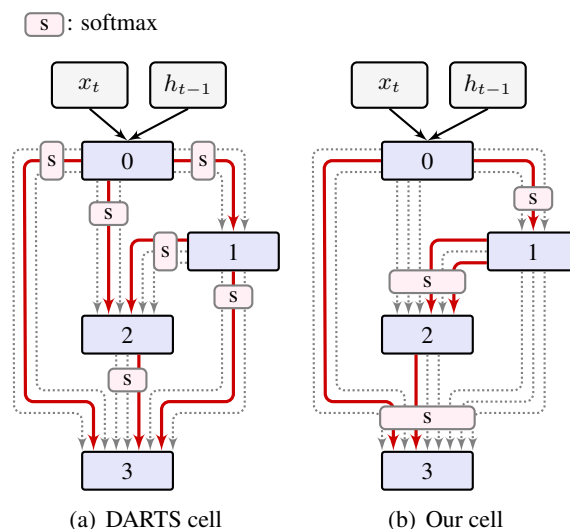 s : softmax
x_t h_{t−1} x_t h_{t−1}
0 0
s s
s s
1 1
s
s s
2 2
s
s
3 3
(a) DARTS cell (b) Our cell